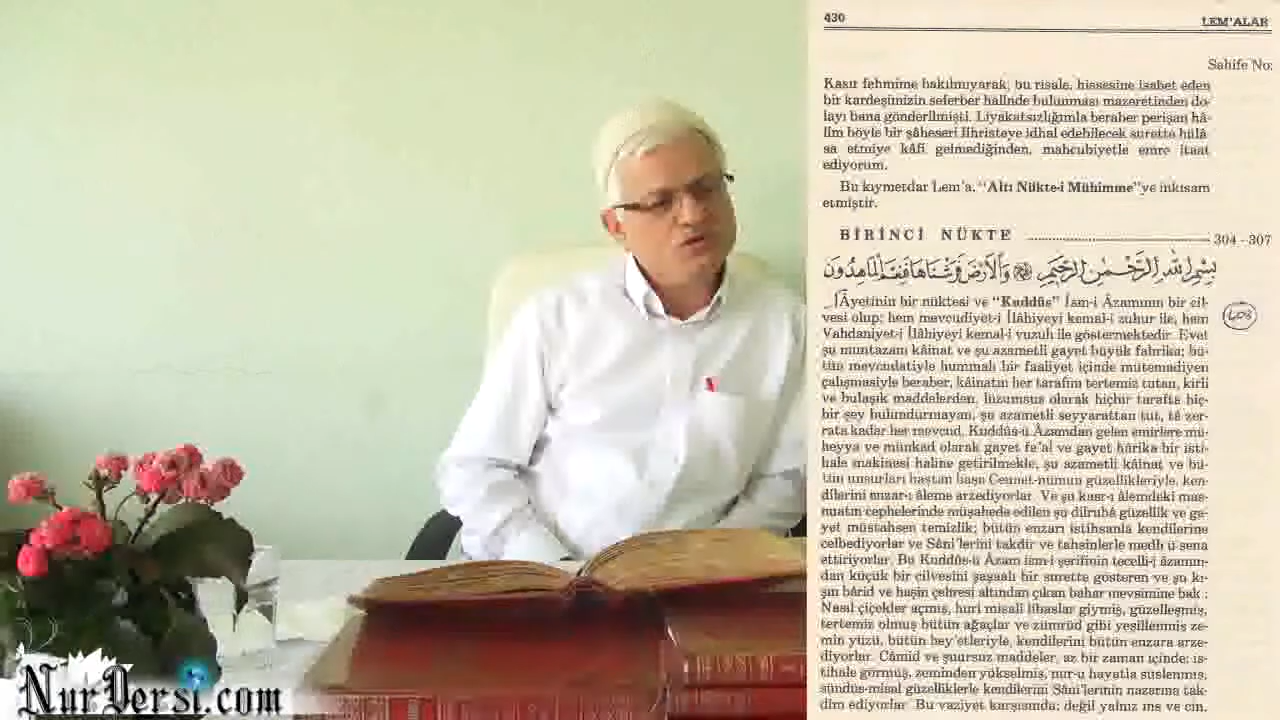 430
LEM'ALAR
Sahife No:
Kasır fehmime bakılmıyarak, bu risale, hissesine isabet eden
bir kardeşimizin seferber halinde bulunması mazeretinden do-
layı bana gönderilmişti. Liyakatsızlığımla beraber perişan hâ-
lim böyle bir şâheseri fihristeye idhal edebilecek surette hülâ
sa etmiye kâfi gelmediğinden, mahcubiyetle emre itaat
ediyorum.
Bu kıymetdar Lem'a, "Altı Nükte-i Mühimme"ye inkısam
etmiştir.
BİRİNCİ NÜKTE 304-307
بِسْمِ اللهِ الرَّحْمٰنِ الرَّحِيمِ وَالْاَرْضَ فَرَشْنَاهَا فَنِعْمَ الْمَاهِدُونَ
Âyetinin bir nüktesi ve "Kuddüs" İsm-i Âzamının bir cil-
vesi olup; hem mevcudiyet-i İlâhiyeyi kemal-i zuhur ile, hem
Vahdaniyet-i İlâhiyeyi kemal-i vuzuh ile göstermektedir. Evet
şu muntazam kâinat ve şu azametli gayet büyük fabrika; bü-
tün mevcudatiyle hummalı bir faaliyet içinde mütemadiyen
çalışmasiyle beraber, kâinatın her tarafını tertemiz tutan, kirli
ve bulaşık maddelerden, lüzumsuz olarak hiçbir tarafta hiç-
bir şey bulundurmayan, şu azametli seyyarattan tut, tâ zer-
rata kadar her mevcud, Kuddûs-ü Âzamdan gelen emirlere mü-
heyya ve münkad olarak gayet fe'al ve gayet hârika bir isti-
hale makinesi haline getirilmekle, şu azametli kâinat ve bü-
tün unsurları baştan başa Cennet-nümun güzellikleriyle, ken-
dilerini enzar-ı âleme arzediyorlar. Ve şu kasr-ı âlemdeki mas-
nuatın cephelerinde müşahede edilen şu dilrubâ güzellik ve ga-
yet müstahsen temizlik; bütün enzarı istihsanla kendilerine
celbediyorlar ve Sâni'lerini takdir ve tahsinlerle medh ü sena
ettiriyorlar. Bu Kuddûs-ü Âzam ism-i şerifinin tecelli-i âzamın-
dan küçük bir cilvesini şaşaalı bir surette gösteren ve şu kı-
şın bârid ve haşin çehresi altından çıkan bahar mevsimine bak:
Nasıl çiçekler açmış, huri misali libaslar giymiş, güzelleşmiş,
tertemiz olmuş bütün ağaçlar ve zümrüd gibi yeşillenmiş ze-
min yüzü, bütün hey'etleriyle, kendilerini bütün enzara arze-
diyorlar. Câmid ve şuursuz maddeler, az bir zaman içinde; is-
tihale görmüş, zeminden yükselmiş, nur-u hayatla süslenmiş,
sündüs-misal güzelliklerle kendilerini Sâni'lerinin nazarına tak-
dim ediyorlar. Bu vaziyet karşısında; değil yalnız ins ve cin,
NurDersi.com